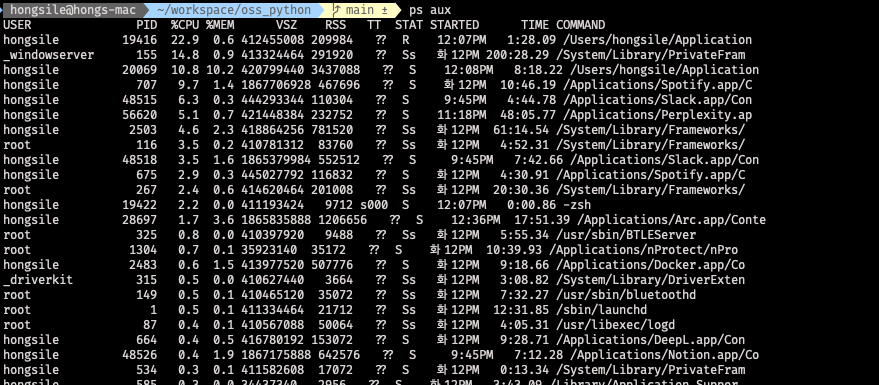 hongsile@hongs-mac ~/workspace/oss_python main ± ps aux
USER PID %CPU %MEM VSZ RSS TT STAT STARTED TIME COMMAND
hongsile 19416 22.9 0.6 412455008 209984 ?? R 12:07PM 1:28.09 /Users/hongsile/Application
_windowserver 155 14.8 0.9 413324464 291920 ?? Ss 화12PM 200:28.29 /System/Library/PrivateFram
hongsile 20069 10.8 10.2 420799440 3437088 ?? S 12:08PM 8:18.22 /Users/hongsile/Application
hongsile 707 9.7 1.4 1867706928 467696 ?? S 화12PM 10:46.19 /Applications/Spotify.app/C
hongsile 48515 6.3 0.3 444293344 110304 ?? S 9:45PM 4:44.78 /Applications/Slack.app/Con
hongsile 56620 5.1 0.7 421448384 232752 ?? S 11:18PM 48:05.77 /Applications/Perplexity.ap
hongsile 2503 4.6 2.3 418864256 781520 ?? Ss 화12PM 61:14.54 /System/Library/Frameworks/
root 116 3.5 0.2 410781312 83760 ?? Ss 화12PM 4:52.31 /System/Library/Frameworks/
hongsile 48518 3.5 1.6 1865379984 552512 ?? S 9:45PM 7:42.66 /Applications/Slack.app/Con
hongsile 675 2.9 0.3 445027792 116832 ?? S 화12PM 4:30.91 /Applications/Spotify.app/C
root 267 2.4 0.6 414620464 201008 ?? Ss 화12PM 20:30.36 /System/Library/Frameworks/
hongsile 19422 2.2 0.0 411193424 9712 s000 S 12:07PM 0:00.86 -zsh
hongsile 28697 1.7 3.6 1865835888 1206656 ?? S 12:36PM 17:51.39 /Applications/Arc.app/Conte
root 325 0.8 0.0 410397920 9488 ?? Ss 화12PM 5:55.34 /usr/sbin/BTLEServer
root 1304 0.7 0.1 35923140 35172 ?? S 화12PM 10:39.93 /Applications/nProtect/nPro
hongsile 2483 0.6 1.5 413977520 507776 ?? S 화12PM 9:18.66 /Applications/Docker.app/Co
_driverkit 315 0.5 0.0 410627440 3664 ?? Ss 화12PM 3:08.82 /System/Library/DriverExten
root 149 0.5 0.1 410465120 35072 ?? Ss 화12PM 7:32.27 /usr/sbin/bluetoothd
root 1 0.5 0.1 411334464 21712 ?? Ss 화12PM 12:31.85 /sbin/launchd
root 87 0.4 0.1 410567088 50064 ?? Ss 화12PM 4:05.31 /usr/libexec/logd
hongsile 664 0.4 0.5 416780192 153072 ?? S 화12PM 9:28.71 /Applications/DeepL.app/Con
hongsile 48526 0.4 1.9 1867175888 642576 ?? S 9:45PM 7:12.28 /Applications/Notion.app/Co
hongsile 534 0.3 0.1 411582608 17072 ?? S 화12PM 0:13.34 /System/Library/PrivateFram
root 585 0.3 0.0 34437340 2956 ?? S 화12PM 3:43.09 /Library/Application Suppor